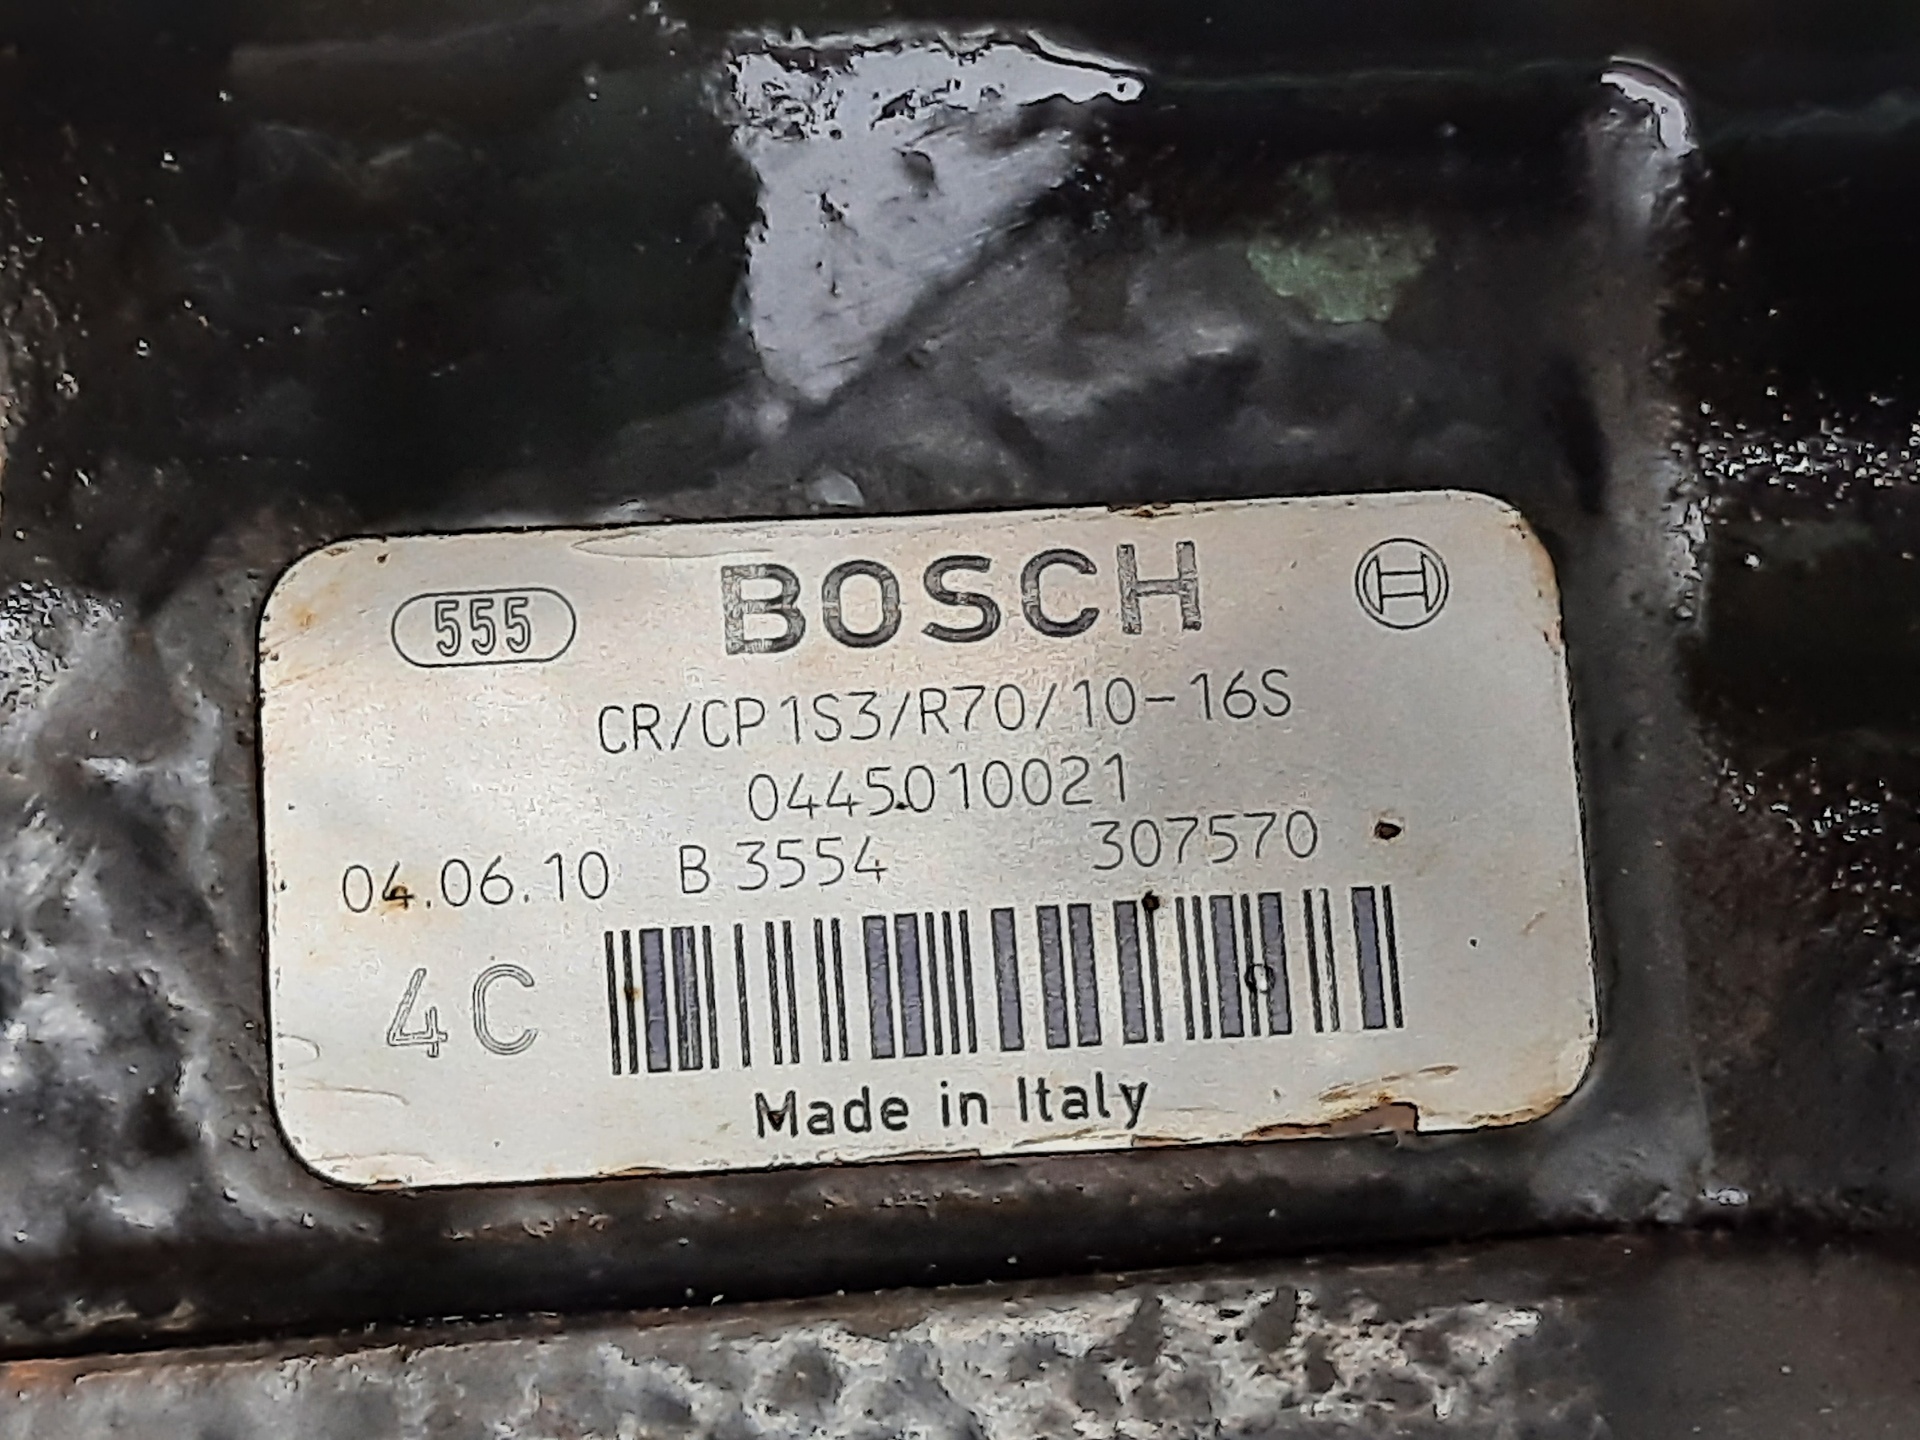 555 BOSCH
CR/CP1S3/R70/10-16S
0445010021
04.06.10 B 3554 307570
4C
Made in Italy